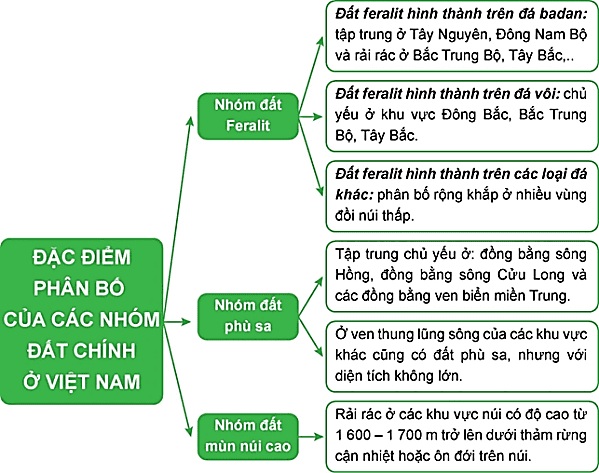 ĐẶC ĐIỂM
PHÂN BỐ
CỦA CÁC NHÓM
ĐẤT CHÍNH
Ở VIỆT NAM
Nhóm đất
Feralit
Đất feralit hình thành trên đá badan:
tập trung ở Tây Nguyên, Đông Nam Bộ
và rải rác ở Bắc Trung Bộ, Tây Bắc,..
Đất feralit hình thành trên đá vôi: chủ
yếu ở khu vực Đông Bắc, Bắc Trung
Bộ, Tây Bắc.
Đất feralit hình thành trên các loại đá
khác: phân bố rộng khắp ở nhiều vùng
đồi núi thấp.
Nhóm đất
phù sa
Tập trung chủ yếu ở: đồng bằng sông
Hồng, đồng bằng sông Cửu Long và
các đồng bằng ven biển miền Trung.
Ở ven thung lũng sông của các khu vực
khác cũng có đất phù sa, nhưng với
diện tích không lớn.
Nhóm đất
mùn núi cao
Rải rác ở các khu vực núi có độ cao từ
1 600 – 1 700 m trở lên dưới thảm rừng
cận nhiệt hoặc ôn đới trên núi.